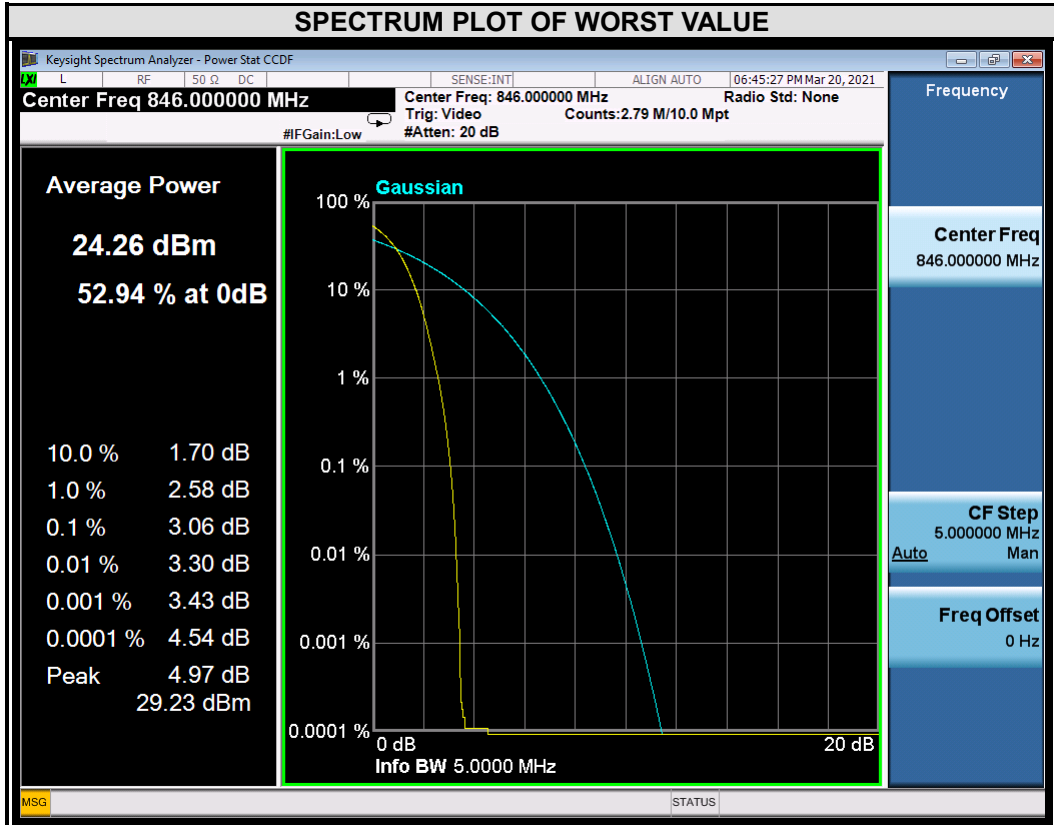 SPECTRUM PLOT OF WORST VALUE
Keysight Spectrum Analyzer - Power Stat CCDF
LXI L RF 50 Ω DC SENSE:INT ALIGN AUTO 06:45:27 PM Mar 20, 2021
Center Freq 846.000000 MHz
Center Freq: 846.000000 MHz Radio Std: None
Trig: Video Counts:2.79 M/10.0 Mpt
#IFGain:Low #Atten: 20 dB
Frequency
Average Power
24.26 dBm
52.94 % at 0dB
10.0 % 1.70 dB
1.0 % 2.58 dB
0.1 % 3.06 dB
0.01 % 3.30 dB
0.001 % 3.43 dB
0.0001 % 4.54 dB
Peak 4.97 dB
29.23 dBm
Gaussian
100 %
10 %
1 %
0.1 %
0.01 %
0.001 %
0.0001 %
0 dB 20 dB
Info BW 5.0000 MHz
Center Freq
846.000000 MHz
CF Step
5.000000 MHz
Auto Man
Freq Offset
0 Hz
MSG STATUS